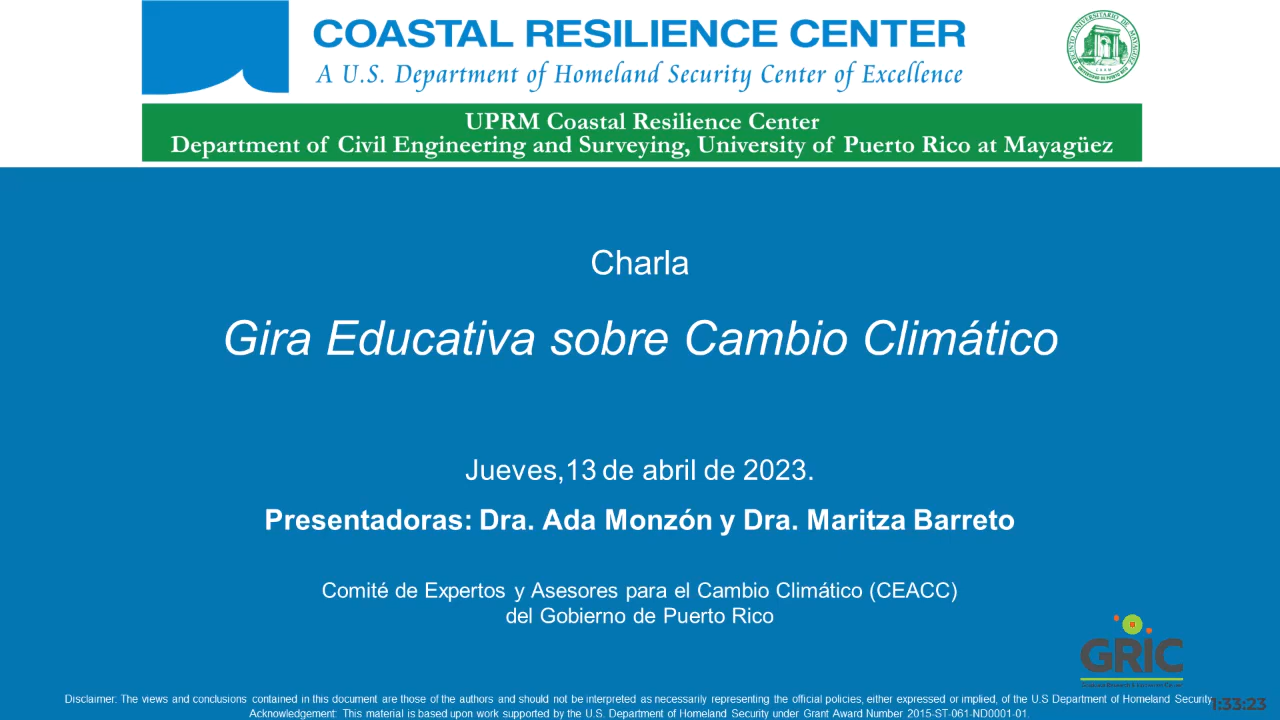 COASTAL RESILIENCE CENTER
A U.S. Department of Homeland Security Center of Excellence
UPRM Coastal Resilience Center
Department of Civil Engineering and Surveying, University of Puerto Rico at Mayagüez
Charla
Gira Educativa sobre Cambio Climático
Jueves,13 de abril de 2023.
Presentadoras: Dra. Ada Monzón y Dra. Maritza Barreto
Comité de Expertos y Asesores para el Cambio Climático (CEACC)
del Gobierno de Puerto Rico
GRIC
Disclaimer: The views and conclusions contained in this document are those of the authors and should not be interpreted as necessarily representing the official policies, either expressed or implied, of the U.S Department of Homeland Security.
1:33:23
Acknowledgement: This material is based upon work supported by the U.S. Department of Homeland Security under Grant Award Number 2015-ST-061-ND0001-01.